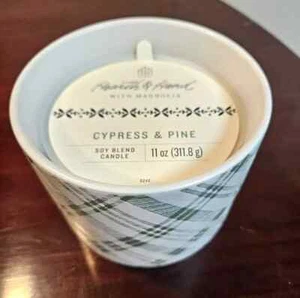 Hearth & Hand
WITH MAGNOLIA
CYPRESS & PINE
SOY BLEND
CANDLE
11 oz (311.8 g)